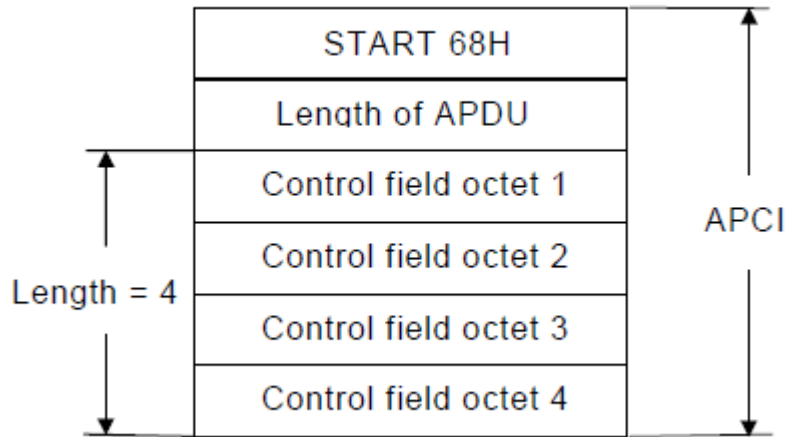 START 68H
Length of APDU
Control field octet 1
Control field octet 2
APCI
Length = 4
Control field octet 3
Control field octet 4